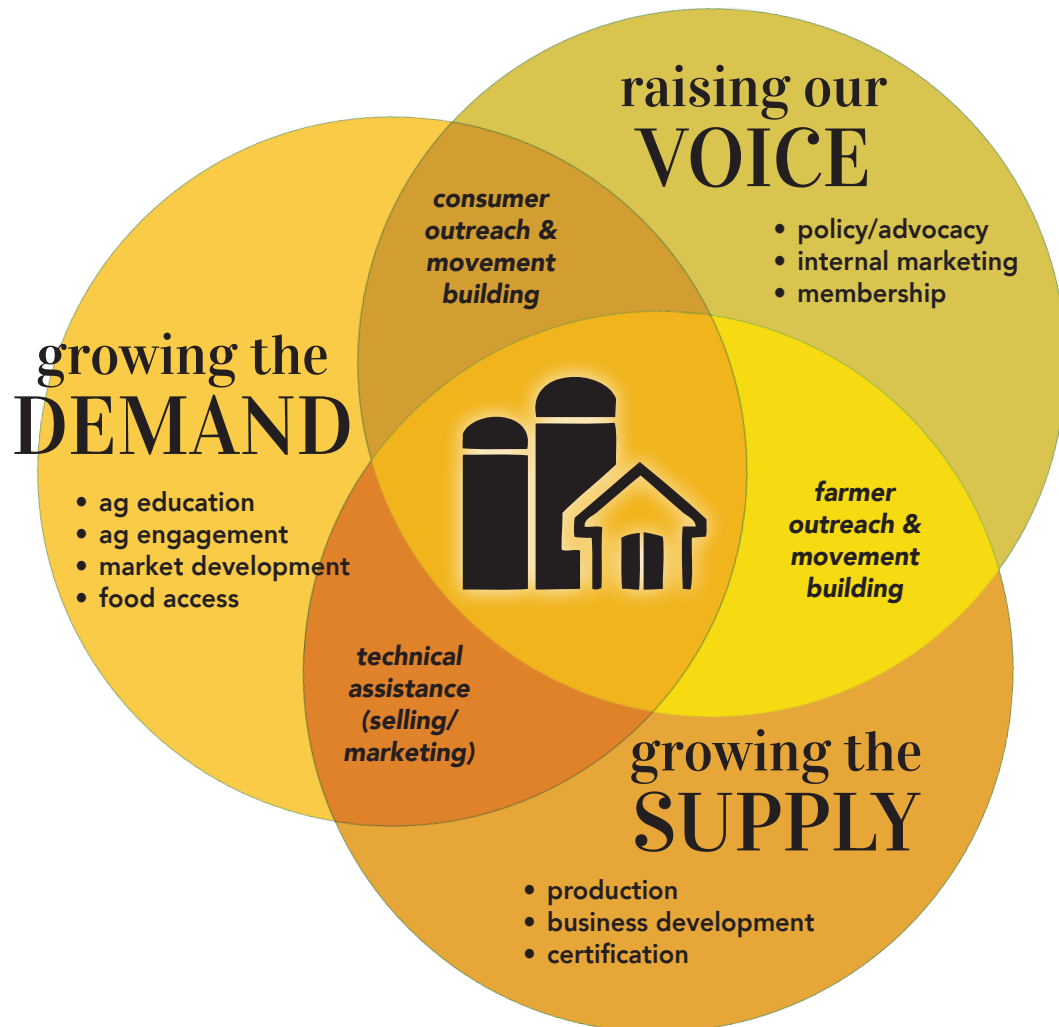 raising our
VOICE
• policy/advocacy
• internal marketing
• membership
consumer
outreach &
movement
building
growing the
DEMAND
• ag education
• ag engagement
• market development
• food access
farmer
outreach &
movement
building
technical
assistance
(selling/
marketing)
growing the
SUPPLY
• production
• business development
• certification